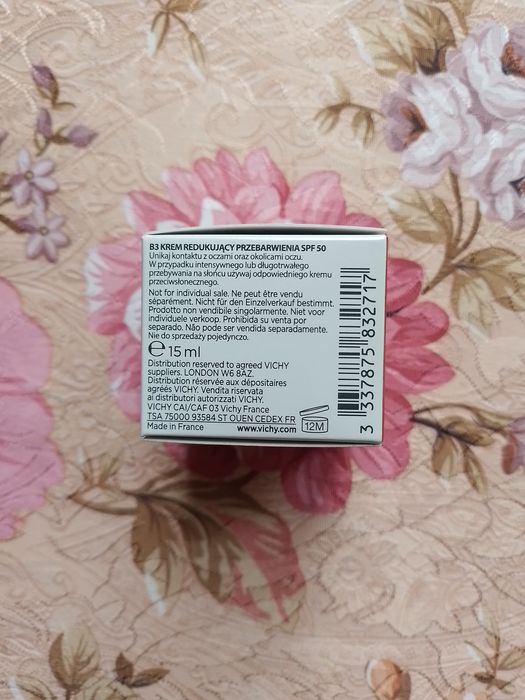 B3 KREM REDUKUJĄCY PRZEBARWIENIA SPF 50
Unikaj kontaktu z oczami oraz okolicami oczu.
W przypadku intensywnego lub długotrwałego
przebywania na słońcu używaj odpowiedniego kremu
przeciwsłonecznego.
Not for individual sale. Ne peut être vendu
séparément. Nicht für den Einzelverkauf bestimmt.
Prodotto non vendibile singolarmente. Niet voor
individuele verkoop. Prohibida su venta por
separado. Não pode ser vendida separadamente.
Nie do sprzedaży pojedynczo.
℮ 15 ml
Distribution reserved to agreed VICHY
suppliers. LONDON W6 8AZ.
Distribution réservée aux dépositaires
agréés VICHY. Vendita riservata
ai distributori autorizzati VICHY.
VICHY CAI/CAF 03 Vichy France
TSA 75000 93584 ST OUEN CEDEX FR
Made in France www.vichy.com
12M
3 337875 832717